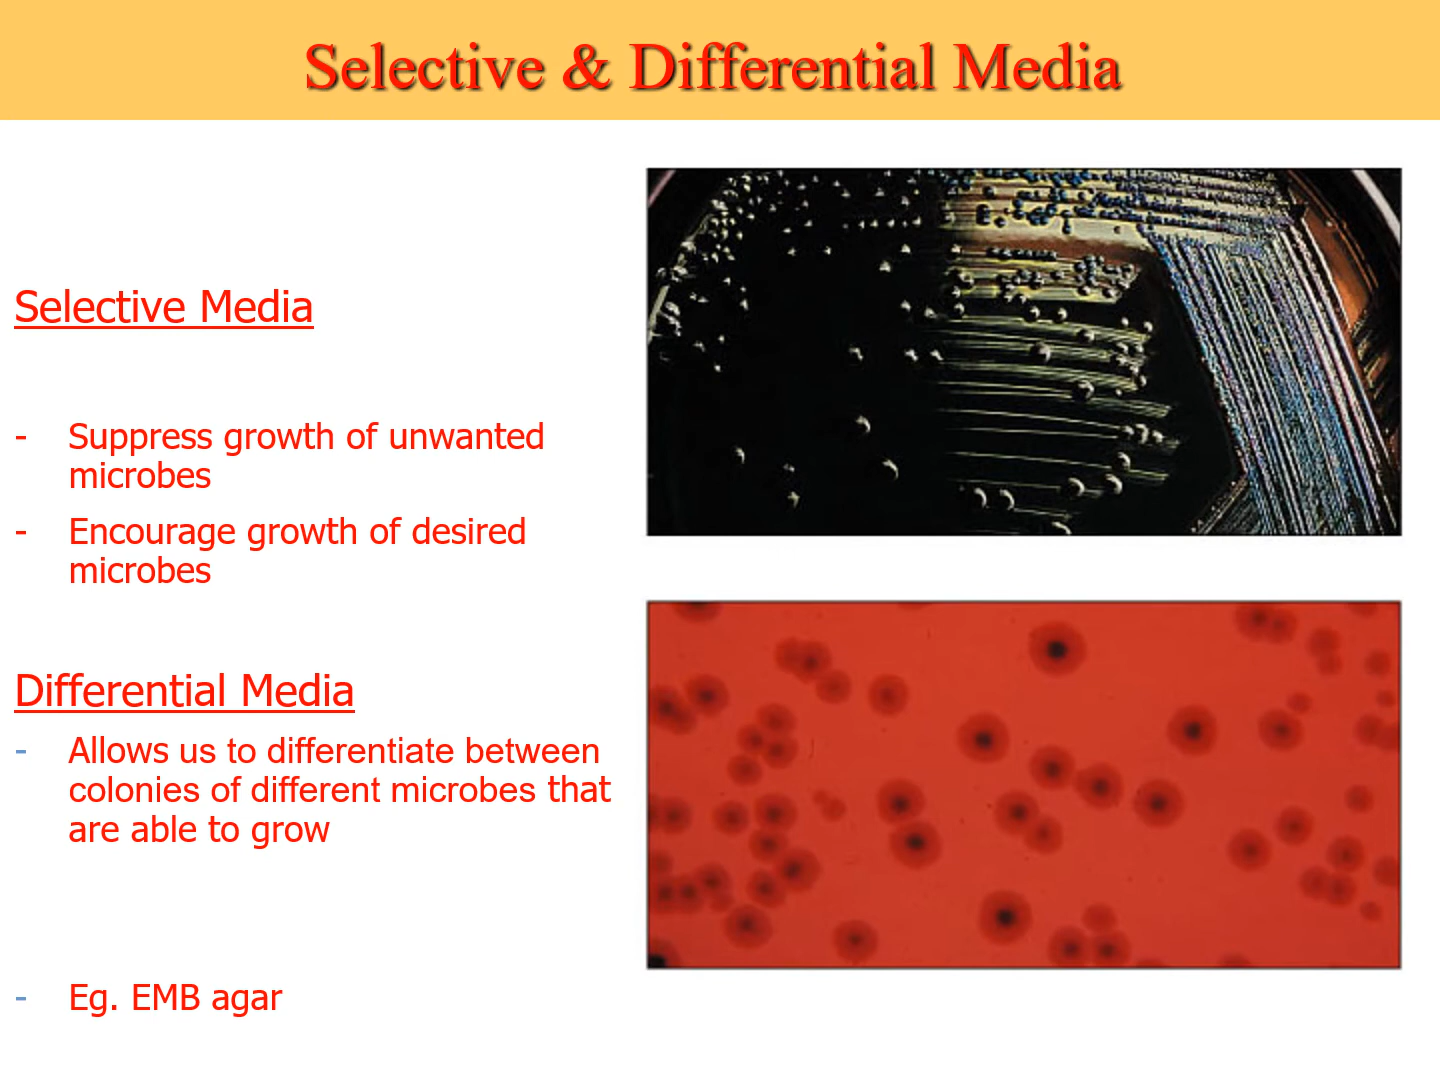 Selective & Differential Media
Selective Media
- Suppress growth of unwanted
microbes
- Encourage growth of desired
microbes
Differential Media
- Allows us to differentiate between
colonies of different microbes that
are able to grow
- Eg. EMB agar